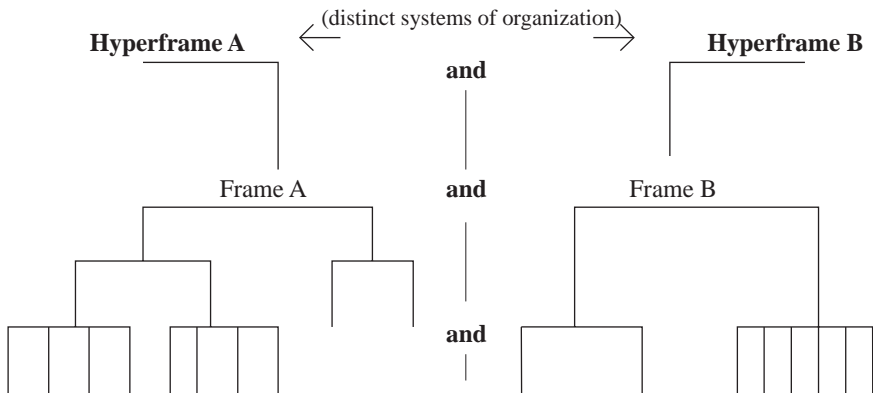 (distinct systems of organization)
Hyperframe A
Hyperframe B
and
Frame A
and
Frame B
and